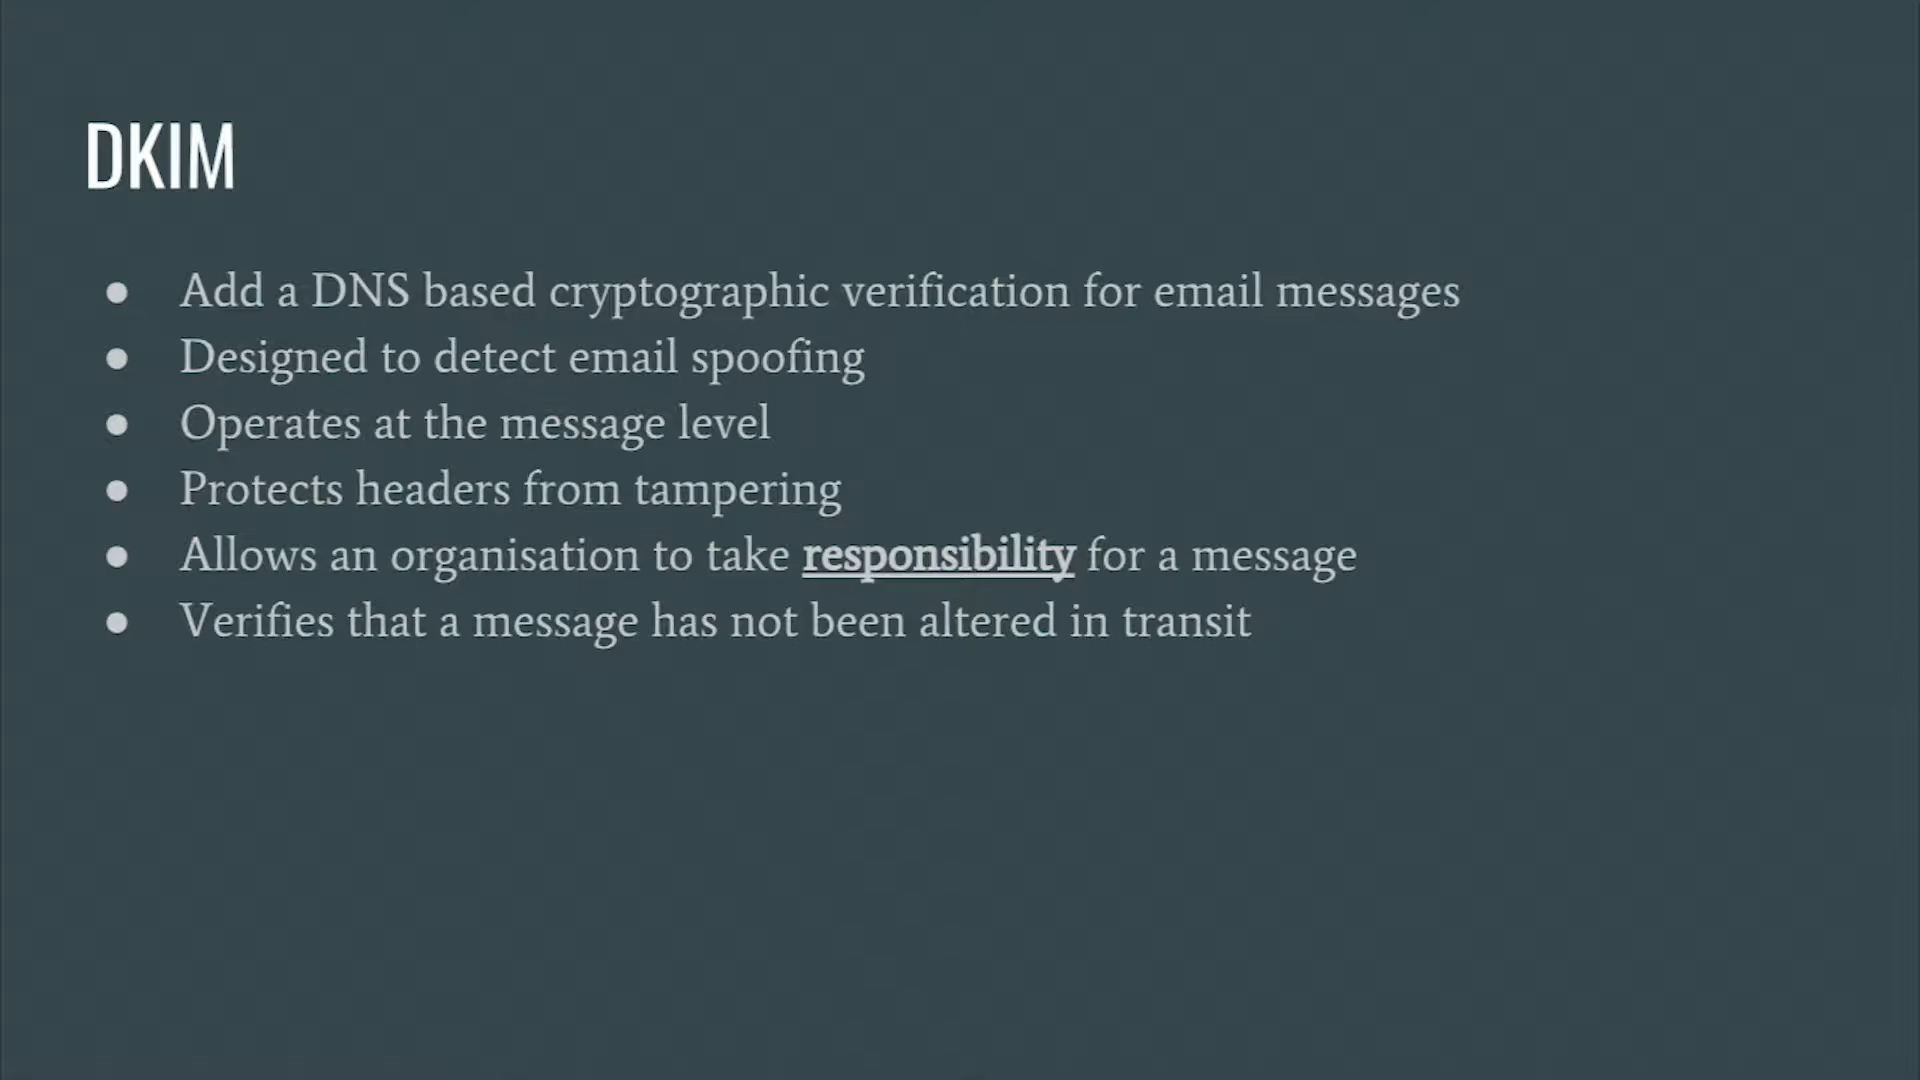 DKIM
● Add a DNS based cryptographic verification for email messages
● Designed to detect email spoofing
● Operates at the message level
● Protects headers from tampering
● Allows an organisation to take responsibility for a message
● Verifies that a message has not been altered in transit